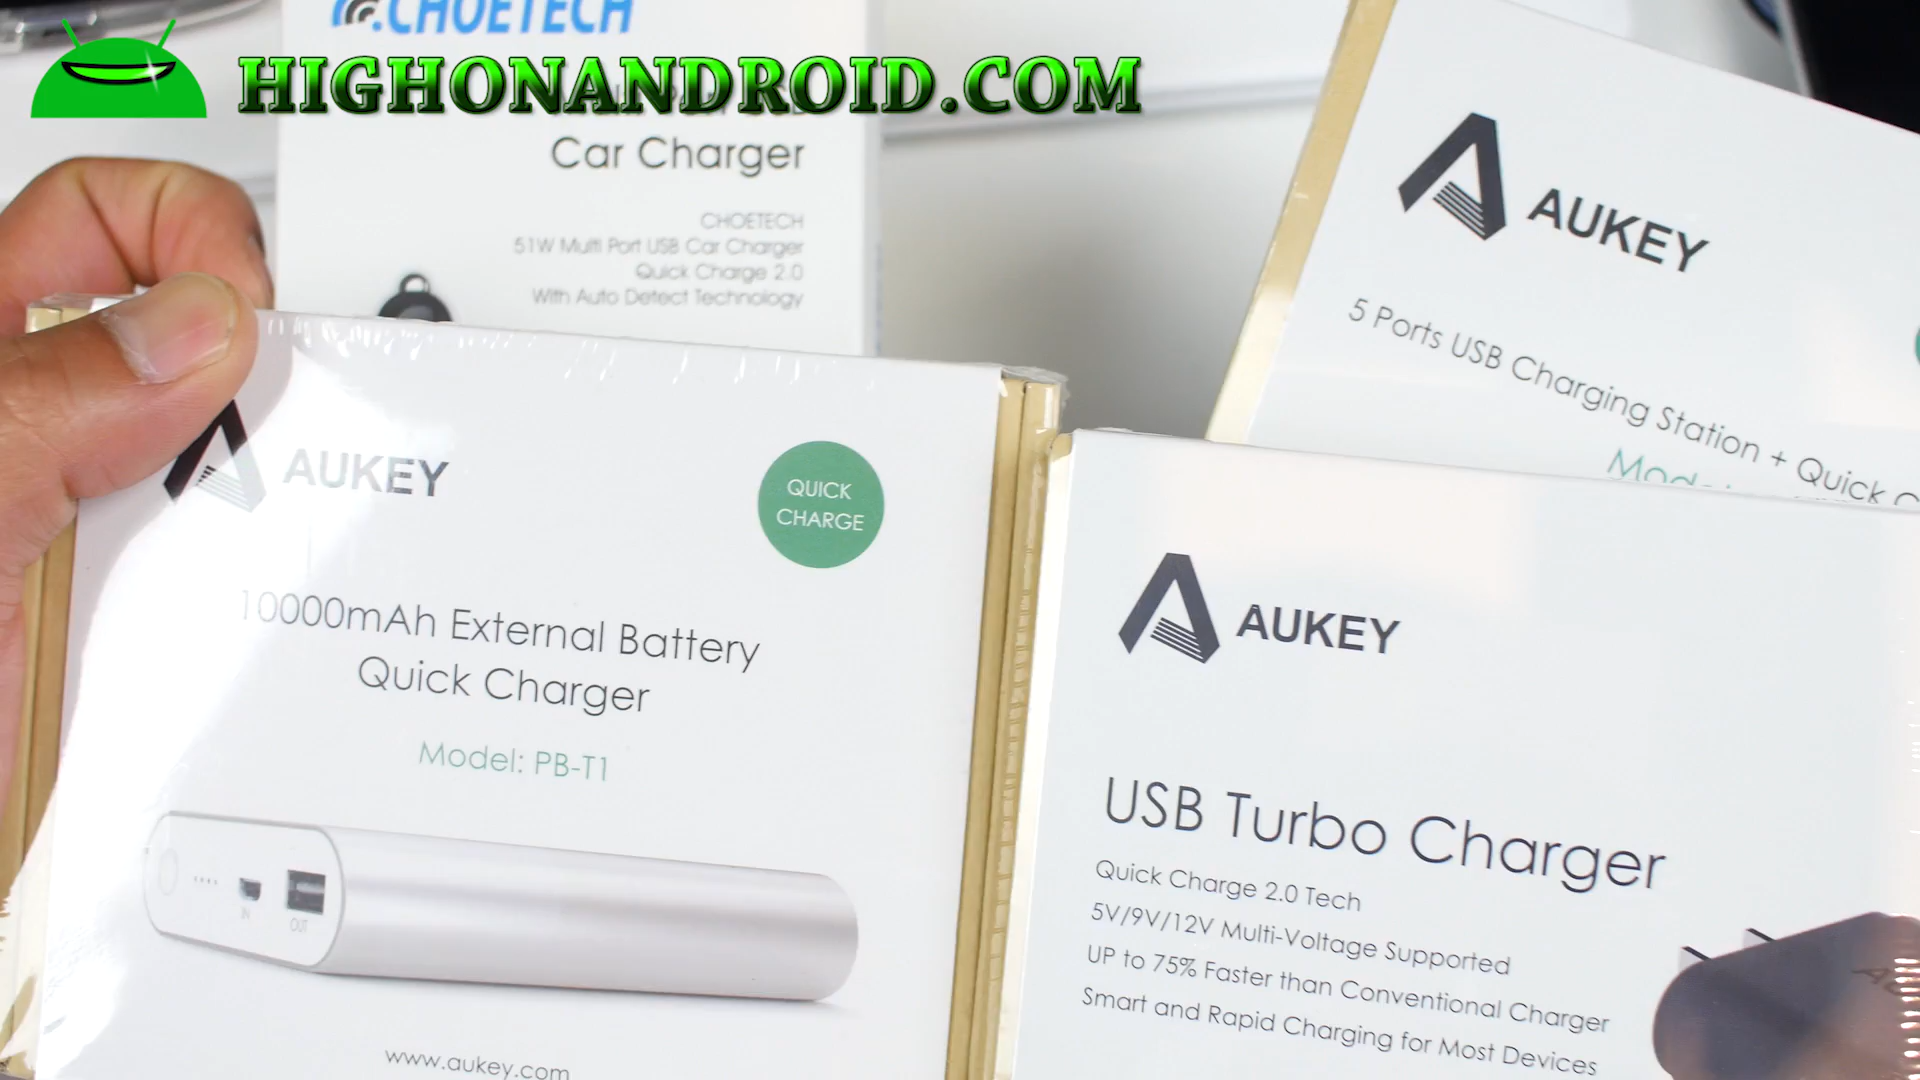 CHOETECH
HIGHONANDROID.COM
Car Charger
CHOETECH
51W Multi Port USB Car Charger
Quick Charge 2.0
With Auto Detect Technology
AUKEY
5 Ports USB Charging Station + Quick
AUKEY
QUICK
CHARGE
10000mAh External Battery
Quick Charger
Model: PB-T1
IN
OUT
www.aukey.com
AUKEY
USB Turbo Charger
Quick Charge 2.0 Tech
5V/9V/12V Multi-Voltage Supported
UP to 75% Faster than Conventional Charger
Smart and Rapid Charging for Most Devices